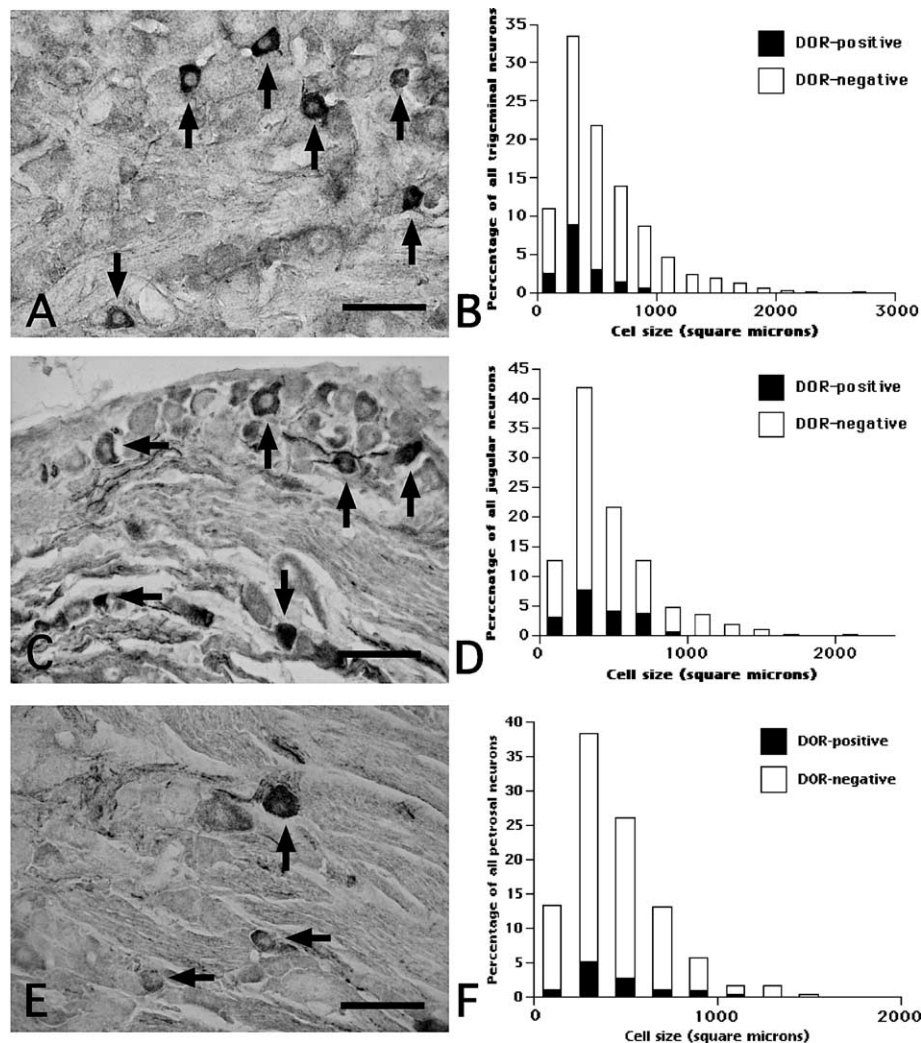 A
B
Percentage of all trigeminal neurons
35
30
25
20
15
10
5
0
DOR-positive
DOR-negative
0
1000
2000
3000
Cel size (square microns)
C
D
Percenatge of all jugular neurons
45
40
35
30
25
20
15
10
5
0
DOR-positive
DOR-negative
0
1000
2000
Cell size (square microns)
E
F
Percentage of all petrosal neurons
40
35
30
25
20
15
10
5
0
DOR-positive
DOR-negative
0
1000
2000
Cell size (square microns)